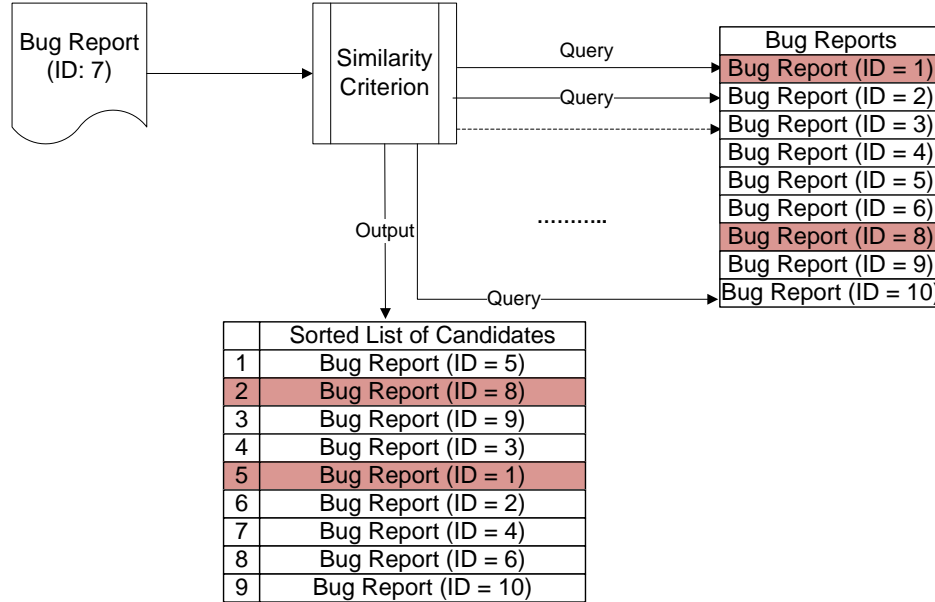 Bug Report
(ID: 7)
Similarity
Criterion
Query
Query
Output
Query
………..
Bug Reports
Bug Report (ID = 1)
Bug Report (ID = 2)
Bug Report (ID = 3)
Bug Report (ID = 4)
Bug Report (ID = 5)
Bug Report (ID = 6)
Bug Report (ID = 8)
Bug Report (ID = 9)
Bug Report (ID = 10)
Sorted List of Candidates
1 Bug Report (ID = 5)
2 Bug Report (ID = 8)
3 Bug Report (ID = 9)
4 Bug Report (ID = 3)
5 Bug Report (ID = 1)
6 Bug Report (ID = 2)
7 Bug Report (ID = 4)
8 Bug Report (ID = 6)
9 Bug Report (ID = 10)